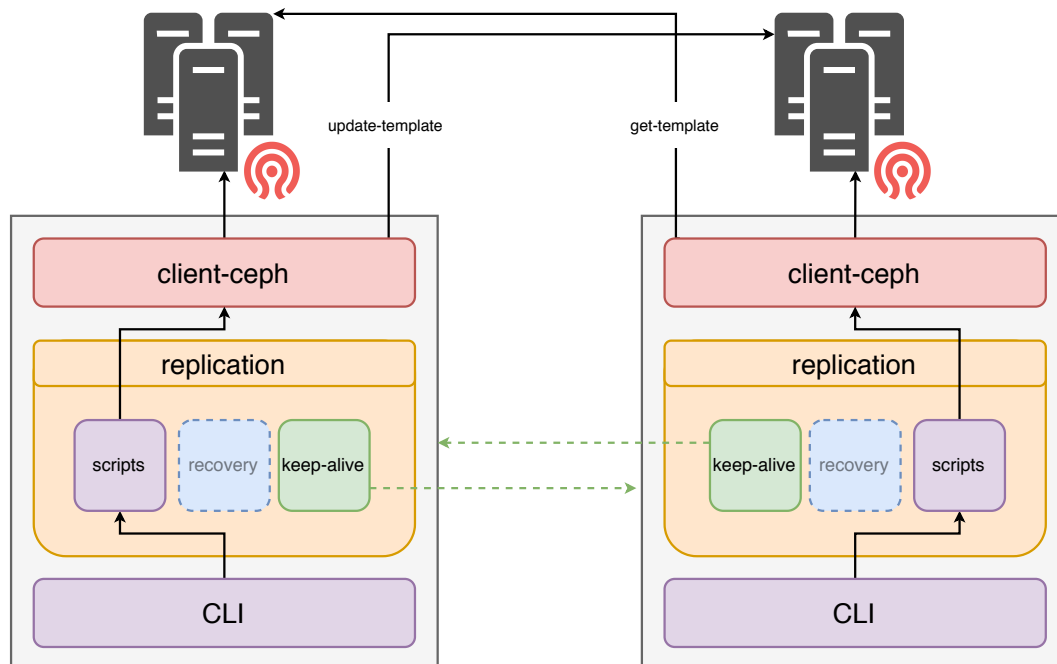 update-template
get-template
client-ceph
client-ceph
replication
replication
scripts
recovery
keep-alive
keep-alive
recovery
scripts
CLI
CLI